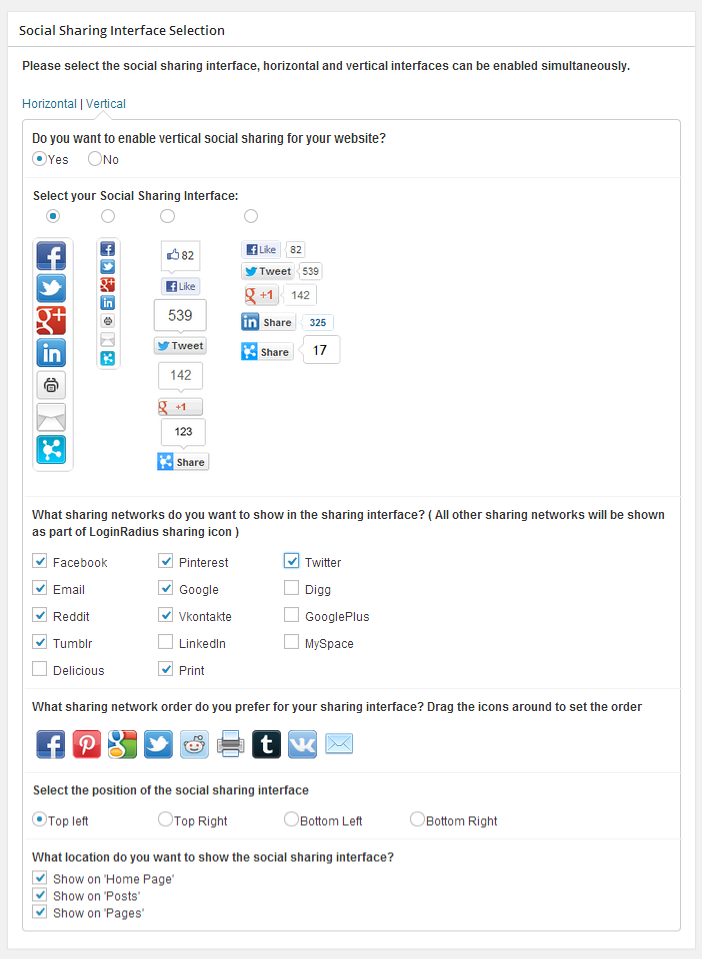 Social Sharing Interface Selection
Please select the social sharing interface, horizontal and vertical interfaces can be enabled simultaneously.
Horizontal | Vertical
Do you want to enable vertical social sharing for your website?
Yes No
Select your Social Sharing Interface:
82
Like
539
Tweet
142
+1
123
Share
Like 82
Tweet 539
+1 142
in Share 325
Share 17
What sharing networks do you want to show in the sharing interface? ( All other sharing networks will be shown
as part of LoginRadius sharing icon )
Facebook Pinterest Twitter
Email Google Digg
Reddit Vkontakte GooglePlus
Tumblr LinkedIn MySpace
Delicious Print
What sharing network order do you prefer for your sharing interface? Drag the icons around to set the order
Select the position of the social sharing interface
Top left Top Right Bottom Left Bottom Right
What location do you want to show the social sharing interface?
Show on 'Home Page'
Show on 'Posts'
Show on 'Pages'